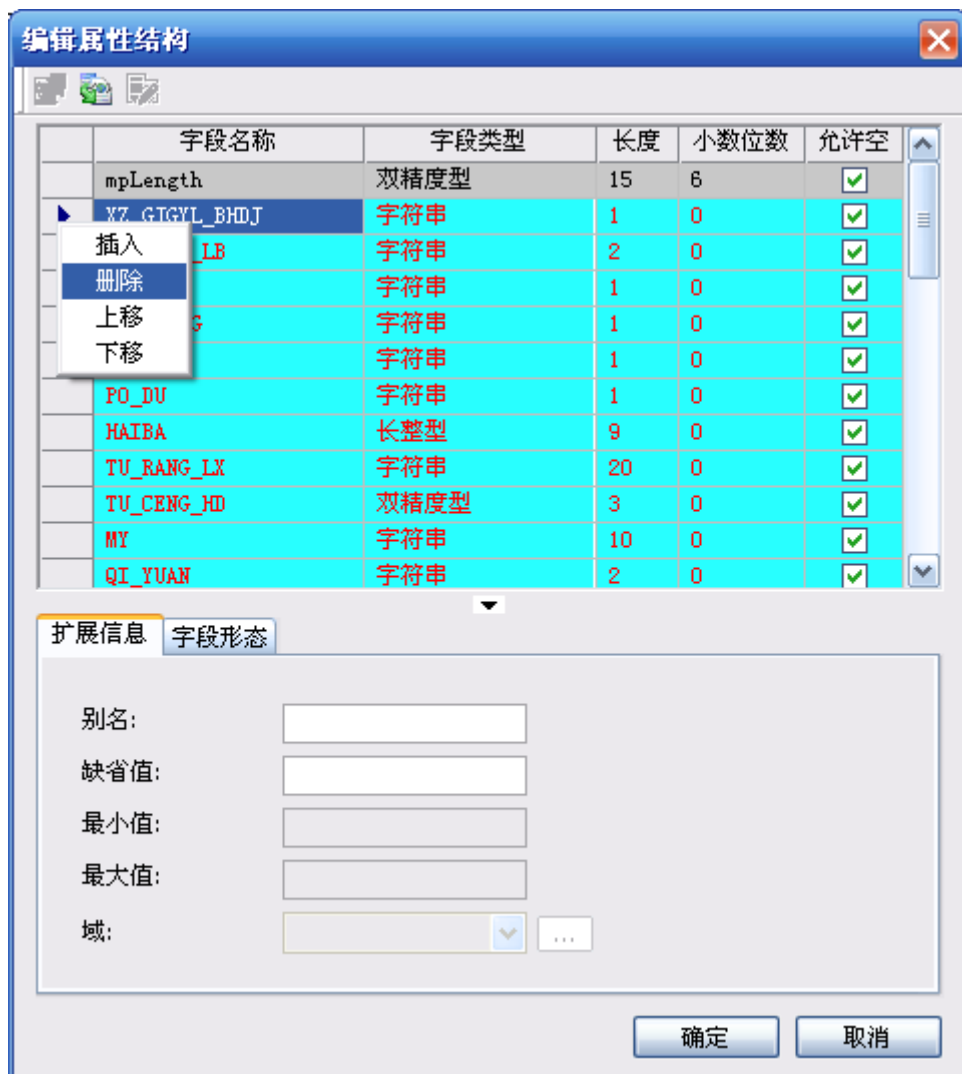 编辑属性结构
字段名称 字段类型 长度 小数位数 允许空
mpLength 双精度型 15 6
XZ_GIGYL_BHDJ 字符串 1 0
插入 _LB 字符串 2 0
删除 字符串 1 0
上移 字符串 1 0
下移 字符串 1 0
PO_DU 字符串 1 0
HAIBA 长整型 9 0
TU_RANG_LX 字符串 20 0
TU_CENG_HD 双精度型 3 0
MY 字符串 10 0
QI_YUAN 字符串 2 0
扩展信息 字段形态
别名:
缺省值:
最小值:
最大值:
域: ...
确定 取消